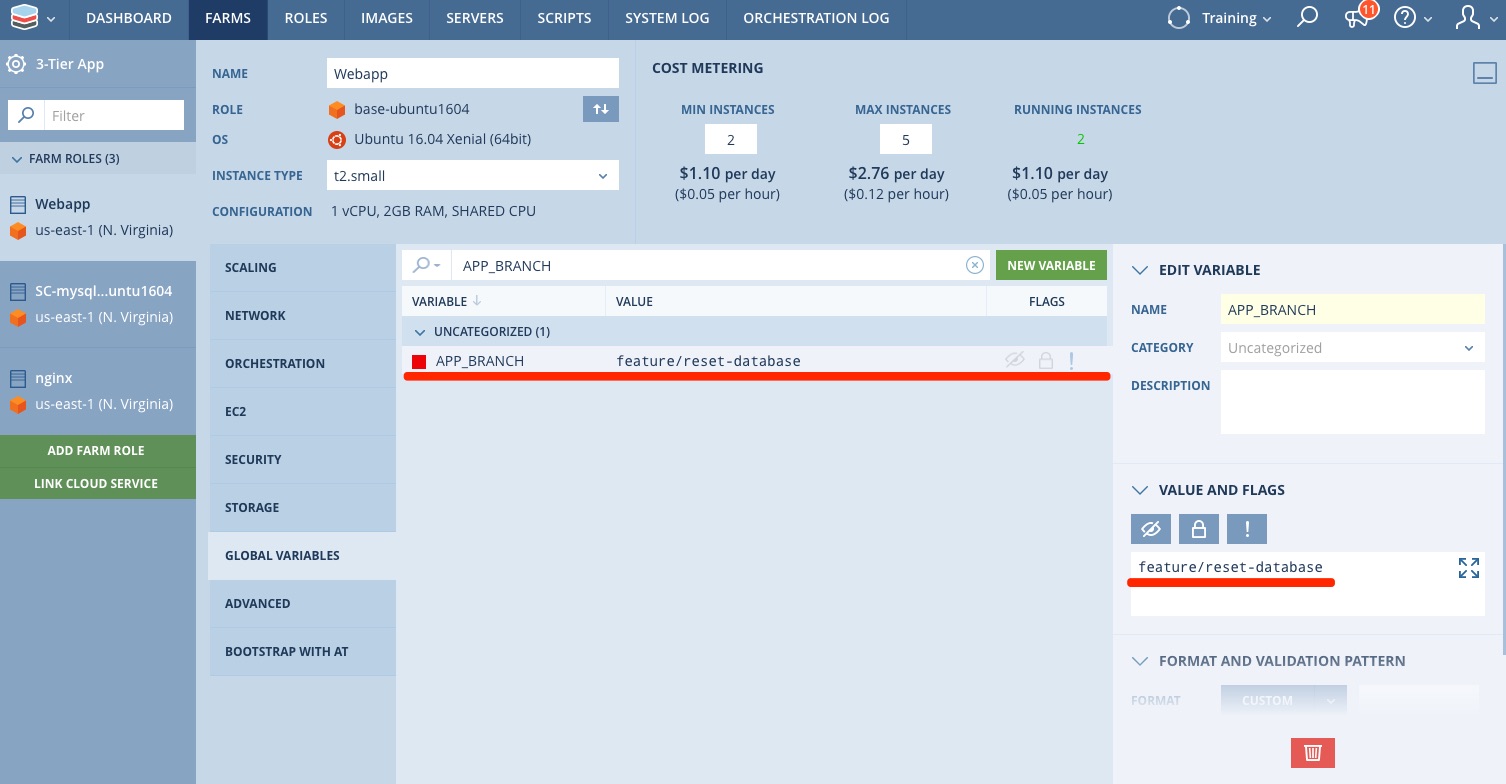 DASHBOARD FARMS ROLES IMAGES SERVERS SCRIPTS SYSTEM LOG ORCHESTRATION LOG Training 11
3-Tier App
Filter
FARM ROLES (3)
Webapp
us-east-1 (N. Virginia)
SC-mysql...untu1604
us-east-1 (N. Virginia)
nginx
us-east-1 (N. Virginia)
ADD FARM ROLE
LINK CLOUD SERVICE
NAME Webapp
ROLE base-ubuntu1604
OS Ubuntu 16.04 Xenial (64bit)
INSTANCE TYPE t2.small
CONFIGURATION 1 vCPU, 2GB RAM, SHARED CPU
COST METERING
MIN INSTANCES MAX INSTANCES RUNNING INSTANCES
2 5 2
$1.10 per day $2.76 per day $1.10 per day
($0.05 per hour) ($0.12 per hour) ($0.05 per hour)
SCALING
NETWORK
ORCHESTRATION
EC2
SECURITY
STORAGE
GLOBAL VARIABLES
ADVANCED
BOOTSTRAP WITH AT
APP_BRANCH NEW VARIABLE
VARIABLE VALUE FLAGS
UNCATEGORIZED (1)
APP_BRANCH feature/reset-database
EDIT VARIABLE
NAME APP_BRANCH
CATEGORY Uncategorized
DESCRIPTION
VALUE AND FLAGS
feature/reset-database
FORMAT AND VALIDATION PATTERN
FORMAT CUSTOM